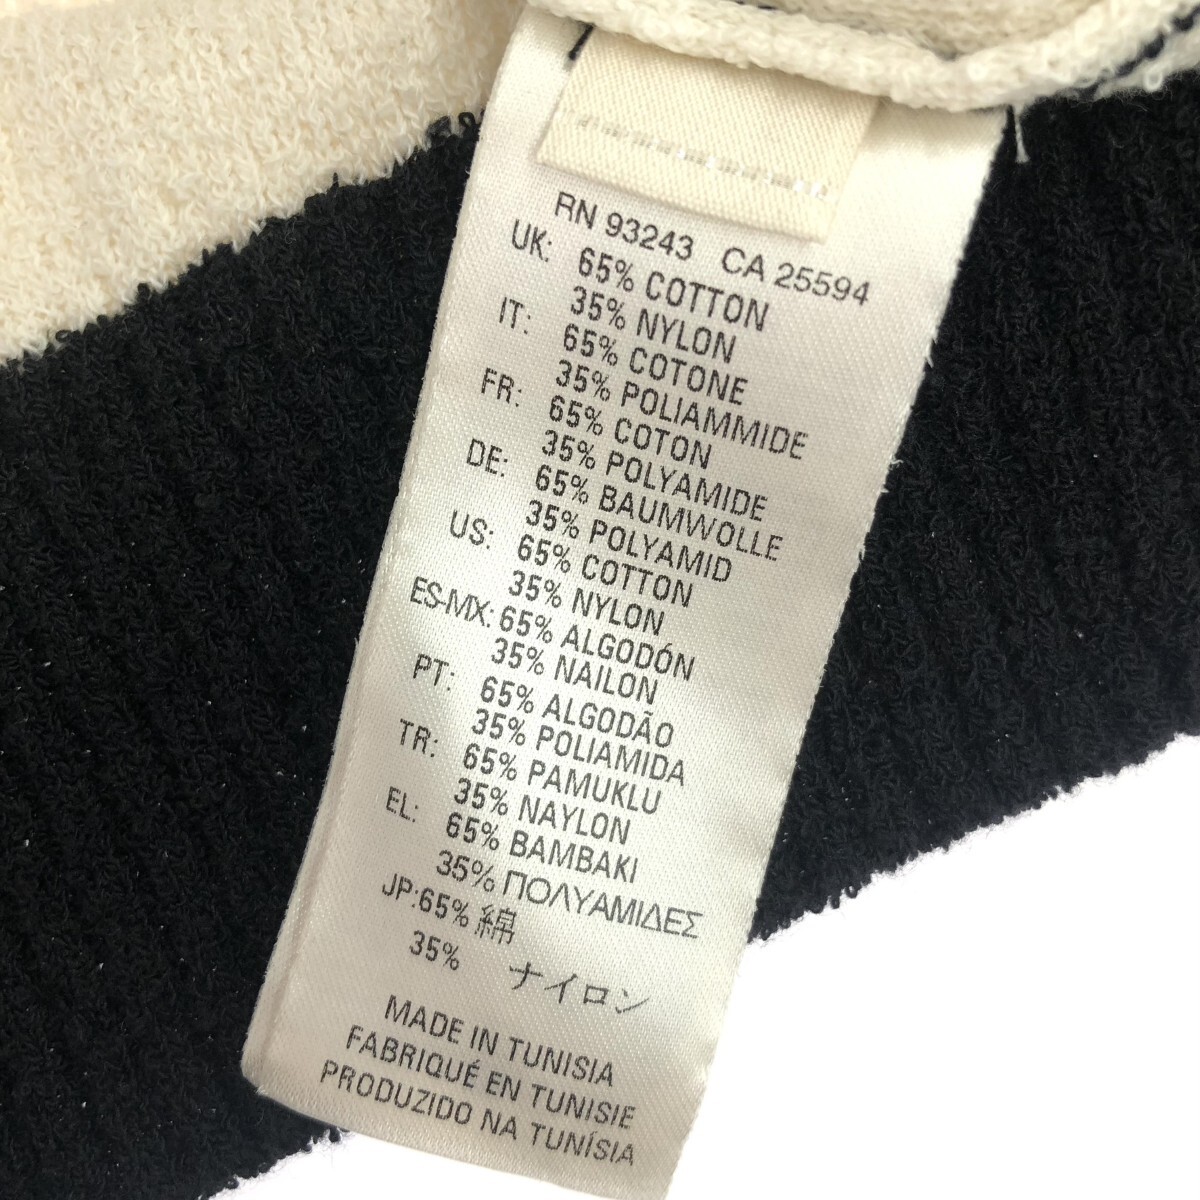 RN 93243 CA 25594
UK: 65% COTTON
35% NYLON
IT: 65% COTONE
35% POLIAMMIDE
FR: 65% COTON
35% POLYAMIDE
DE: 65% BAUMWOLLE
35% POLYAMID
US: 65% COTTON
35% NYLON
ES-MX: 65% ALGODÓN
35% NAILON
PT: 65% ALGODÃO
35% POLIAMIDA
TR: 65% PAMUKLU
35% NAYLON
EL: 65% BAMBAKI
35% ΠΟΛΥΑΜΙΔΕΣ
JP:65% 綿
35% ナイロン
MADE IN TUNISIA
FABRIQUÉ EN TUNISIE
PRODUZIDO NA TUNÍSIA